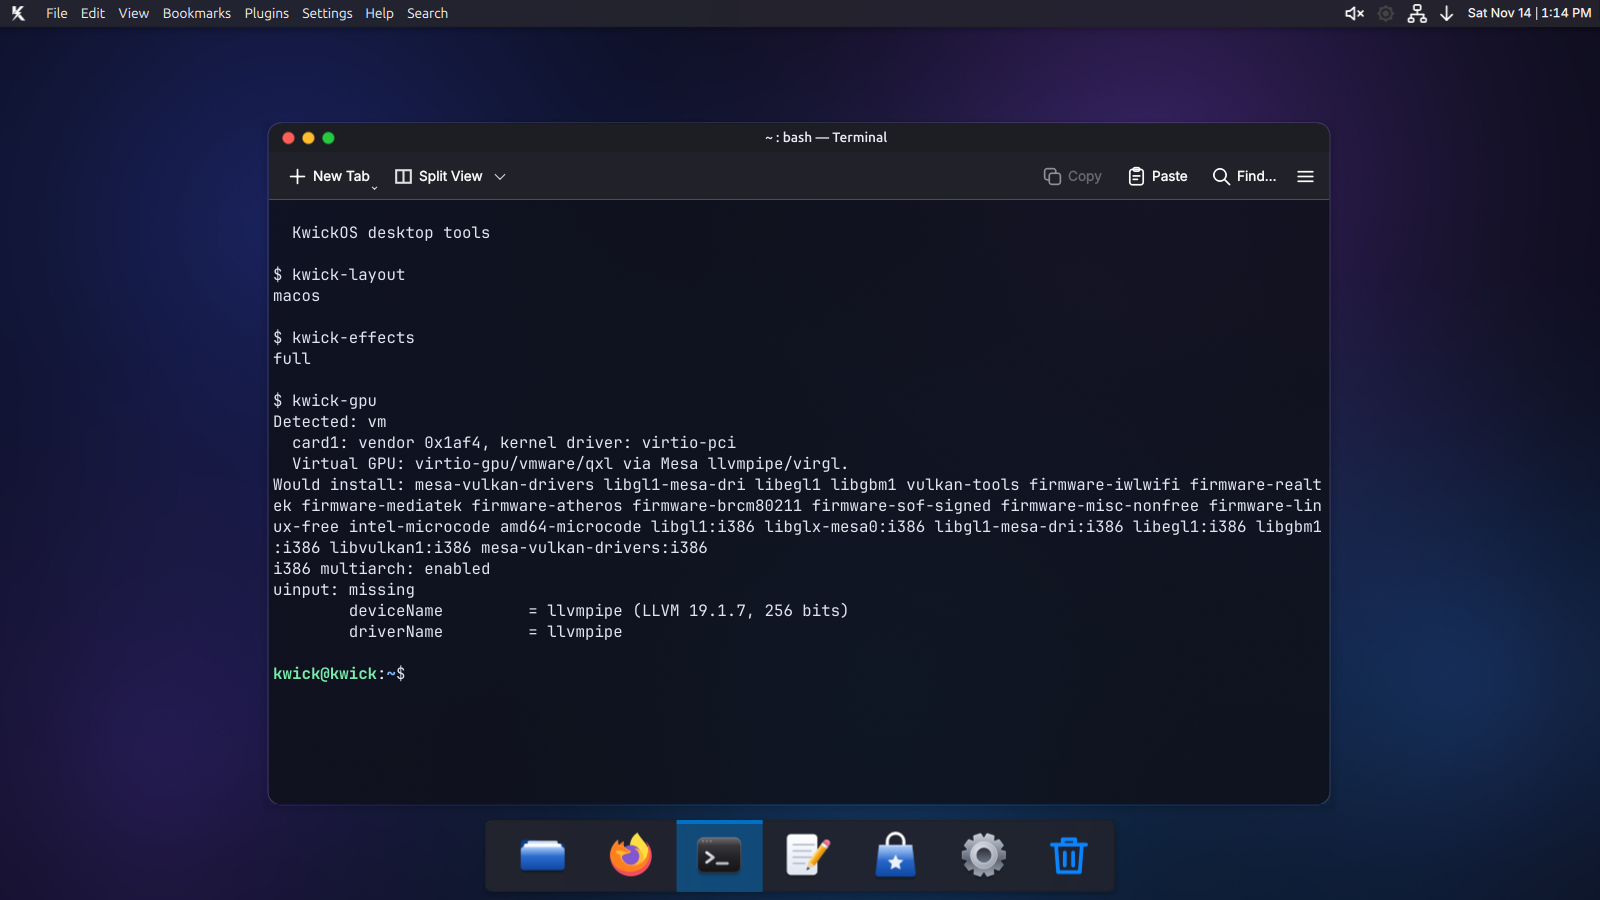 File Edit View Bookmarks Plugins Settings Help Search
Sat Nov 14 | 1:14 PM
~ : bash — Terminal
New Tab Split View Copy Paste Find...
KwickOS desktop tools
$ kwick-layout
macos
$ kwick-effects
full
$ kwick-gpu
Detected: vm
card1: vendor 0x1af4, kernel driver: virtio-pci
Virtual GPU: virtio-gpu/vmware/qxl via Mesa llvmpipe/virgl.
Would install: mesa-vulkan-drivers libgl1-mesa-dri libegl1 libgbm1 vulkan-tools firmware-iwlwifi firmware-realt
ek firmware-mediatek firmware-atheros firmware-brcm80211 firmware-sof-signed firmware-misc-nonfree firmware-lin
ux-free intel-microcode amd64-microcode libgl1:i386 libglx-mesa0:i386 libgl1-mesa-dri:i386 libegl1:i386 libgbm1
:i386 libvulkan1:i386 mesa-vulkan-drivers:i386
i386 multiarch: enabled
uinput: missing
deviceName = llvmpipe (LLVM 19.1.7, 256 bits)
driverName = llvmpipe
kwick@kwick:~$